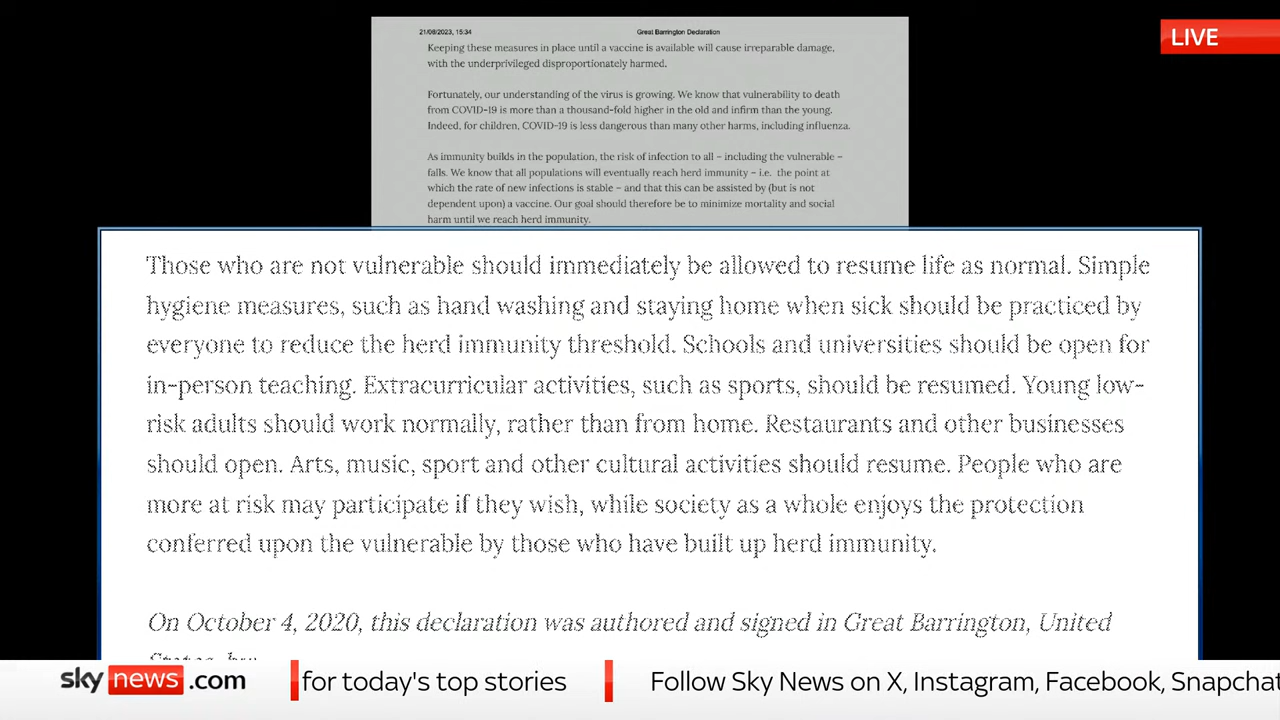 21/08/2023, 15:34 Great Barrington Declaration
LIVE
Keeping these measures in place until a vaccine is available will cause irreparable damage,
with the underprivileged disproportionately harmed.
Fortunately, our understanding of the virus is growing. We know that vulnerability to death
from COVID-19 is more than a thousand-fold higher in the old and infirm than the young.
Indeed, for children, COVID-19 is less dangerous than many other harms, including influenza.
As immunity builds in the population, the risk of infection to all – including the vulnerable –
falls. We know that all populations will eventually reach herd immunity – i.e. the point at
which the rate of new infections is stable – and that this can be assisted by (but is not
dependent upon) a vaccine. Our goal should therefore be to minimize mortality and social
harm until we reach herd immunity.
Those who are not vulnerable should immediately be allowed to resume life as normal. Simple
hygiene measures, such as hand washing and staying home when sick should be practiced by
everyone to reduce the herd immunity threshold. Schools and universities should be open for
in-person teaching. Extracurricular activities, such as sports, should be resumed. Young low-
risk adults should work normally, rather than from home. Restaurants and other businesses
should open. Arts, music, sport and other cultural activities should resume. People who are
more at risk may participate if they wish, while society as a whole enjoys the protection
conferred upon the vulnerable by those who have built up herd immunity.
On October 4, 2020, this declaration was authored and signed in Great Barrington, United
sky news.com for today's top stories Follow Sky News on X, Instagram, Facebook, Snapchat